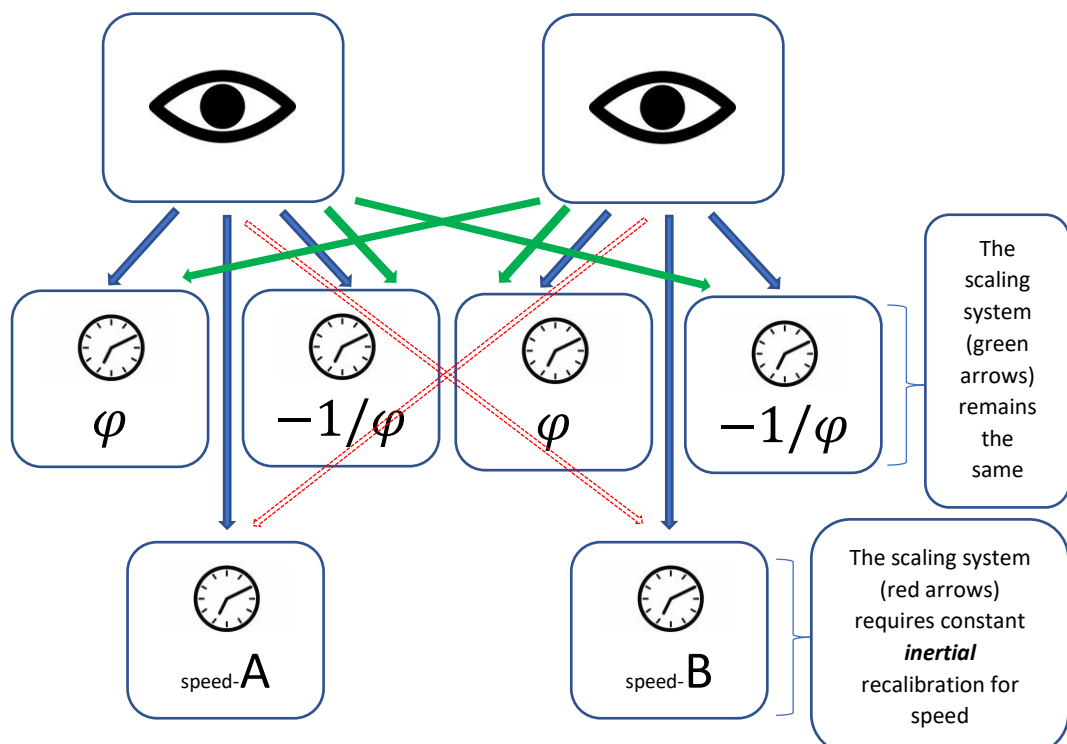 The
scaling
system
(green
arrows)
remains
the
same
φ
−1/φ
φ
−1/φ
speed-A
speed-B
The scaling system
(red arrows)
requires constant
inertial
recalibration for
speed